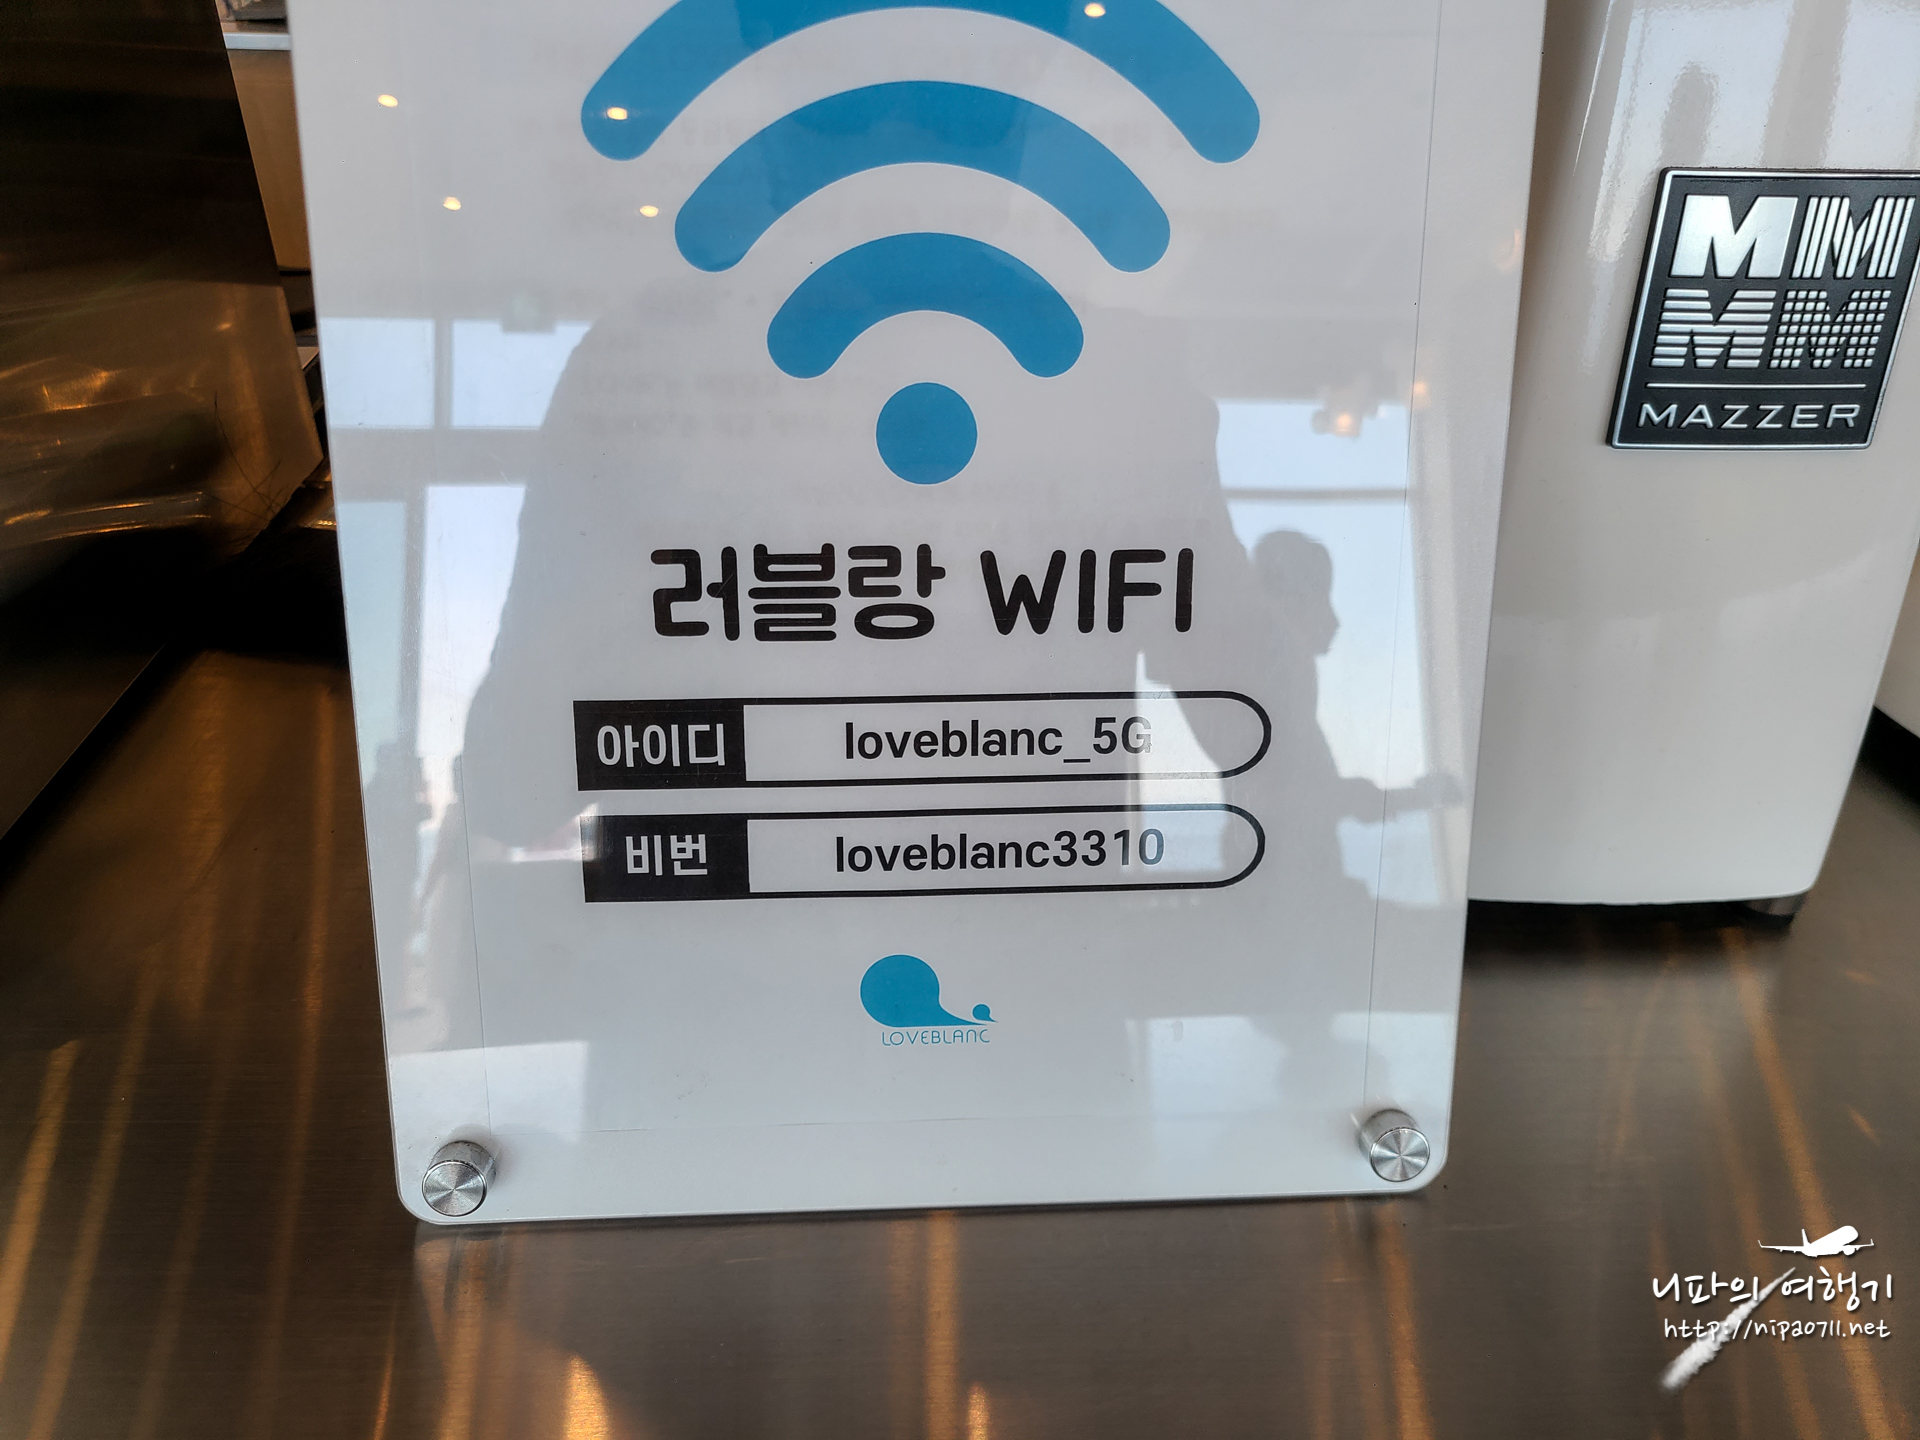 러블랑 WIFI
아이디 loveblanc_5G
비번 loveblanc3310
LOVEBLANC
M M
M M
MAZZER
니파의 여행기
http://nipa0711.net